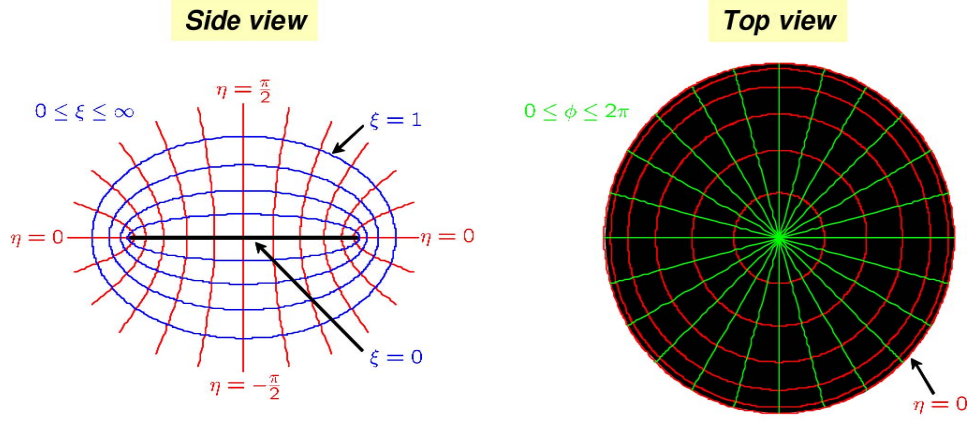 Side view
Top view
η = π/2
0 ≤ ξ ≤ ∞
ξ = 1
0 ≤ ϕ ≤ 2π
η = 0
η = 0
ξ = 0
η = −π/2
η = 0